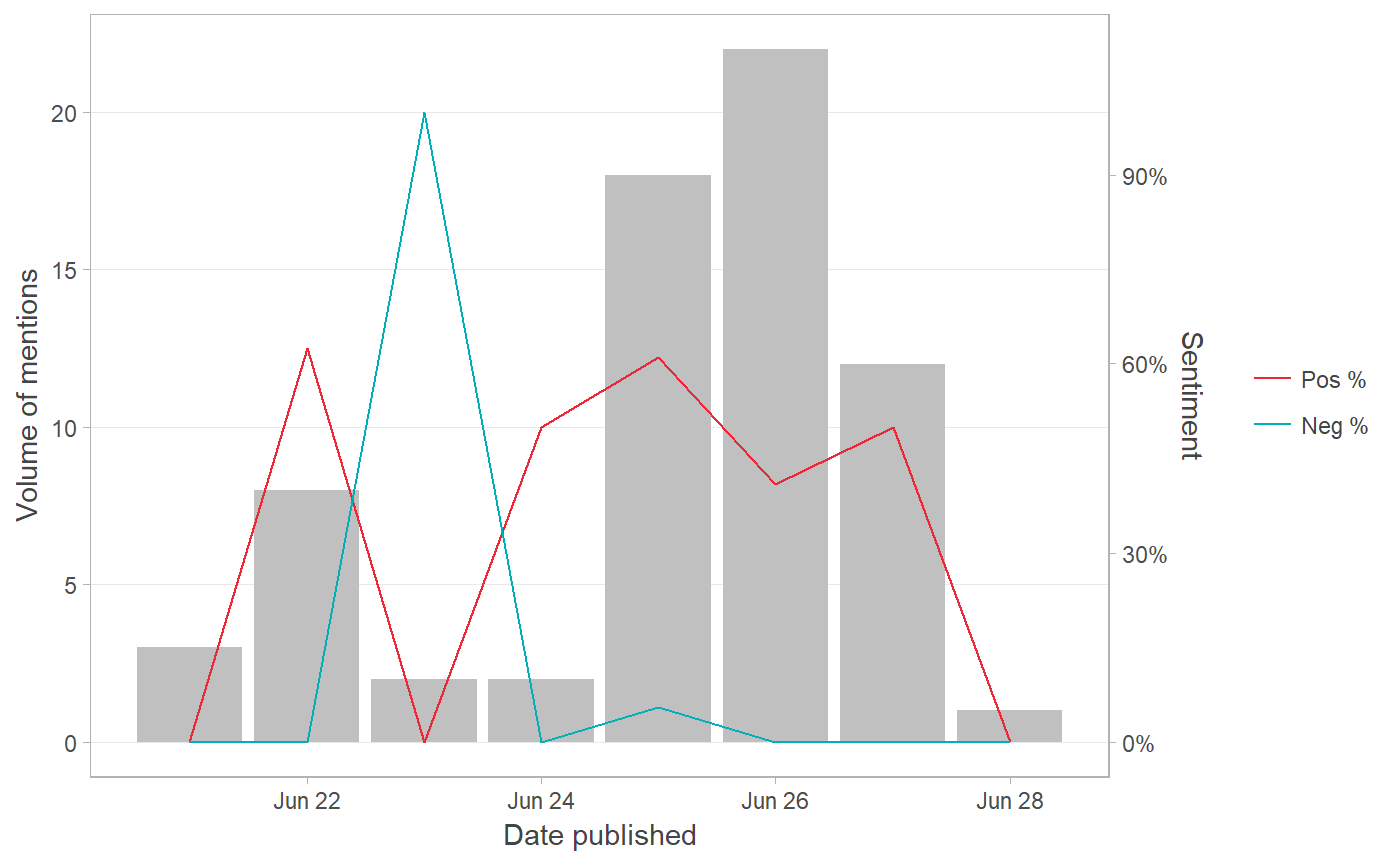 20
15
10
5
0
Volume of mentions
90%
60%
30%
0%
Sentiment
Pos %
Neg %
Jun 22
Jun 24
Jun 26
Jun 28
Date published